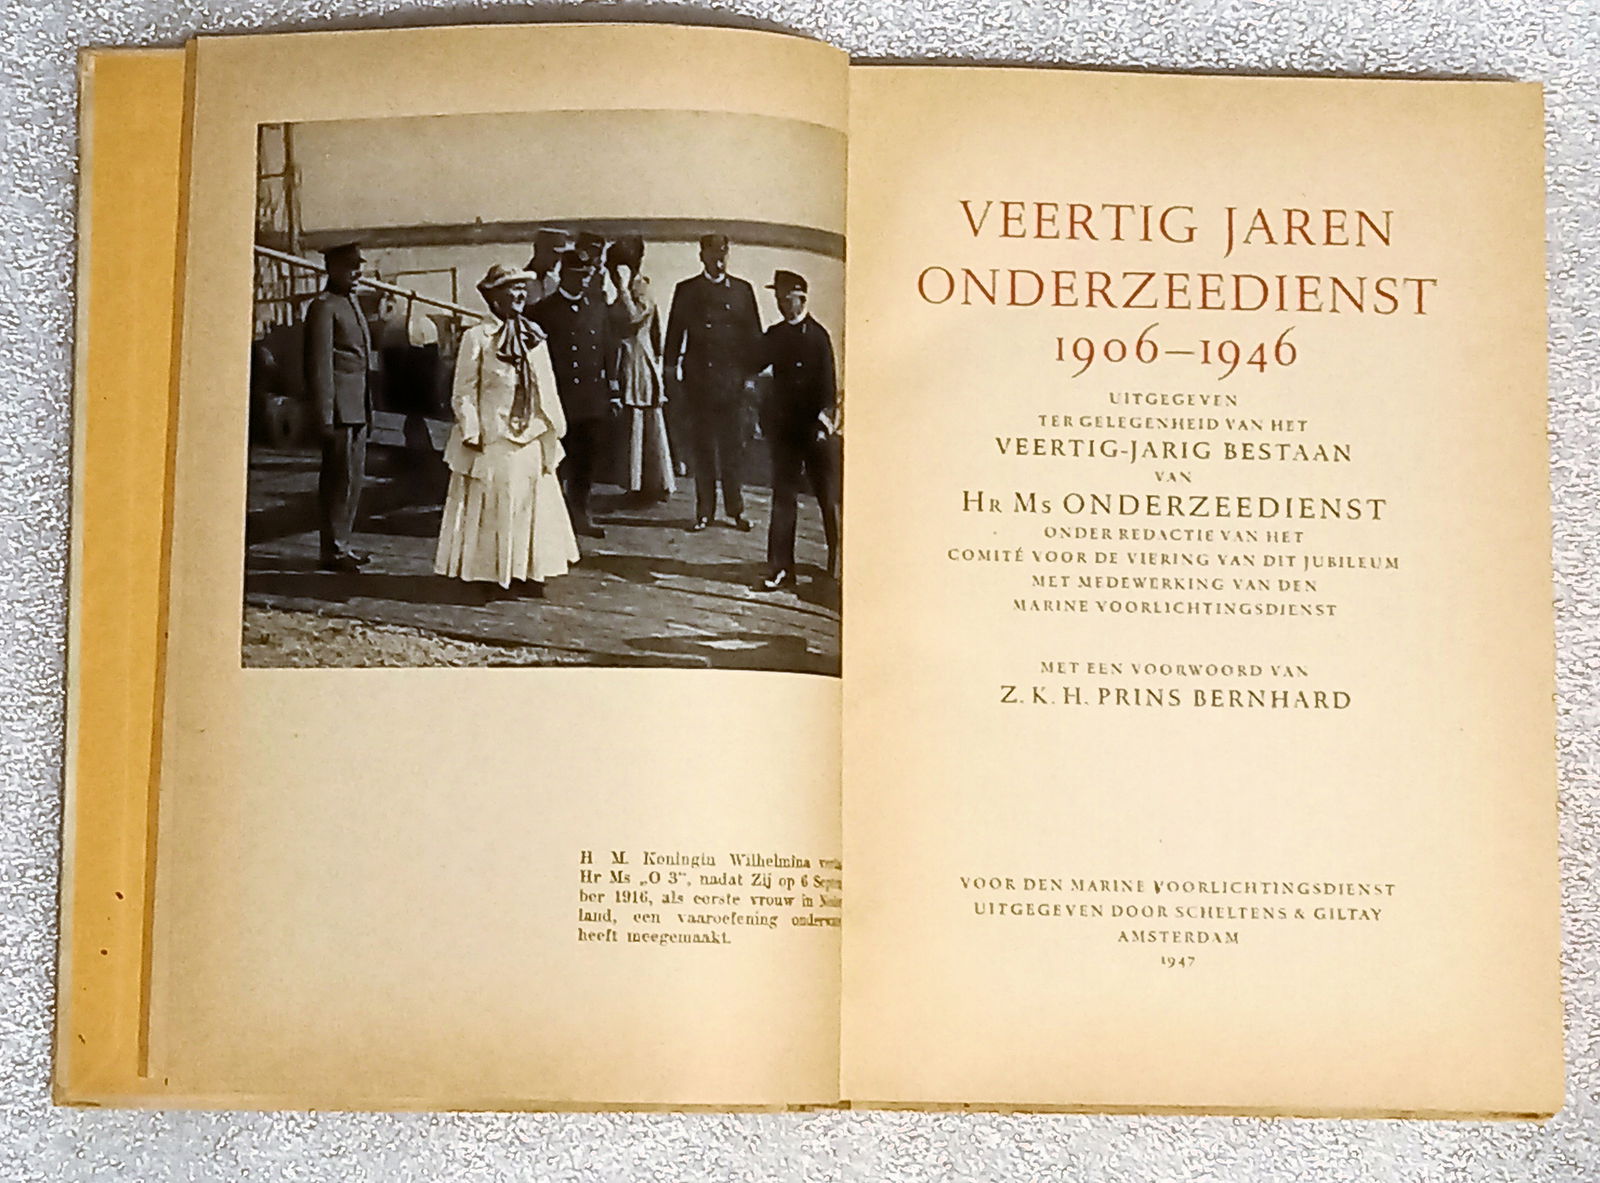 H. M. Koningin Wilhelmina
Hr Ms „O 3”, nadat Zij op 6
ber 1916, als eerste vrouw in
land, een vaaroefening
heeft meegemaakt.
VEERTIG JAREN
ONDERZEEDIENST
1906–1946
UITGEGEVEN
TER GELEGENHEID VAN HET
VEERTIG-JARIG BESTAAN
VAN
HR MS ONDERZEEDIENST
ONDER REDACTIE VAN HET
COMITÉ VOOR DE VIERING VAN DIT JUBILEUM
MET MEDEWERKING VAN DEN
MARINE VOORLICHTINGSDIENST
MET EEN VOORWOORD VAN
Z. K. H. PRINS BERNHARD
VOOR DEN MARINE VOORLICHTINGSDIENST
UITGEGEVEN DOOR SCHELTENS & GILTAY
AMSTERDAM
1947